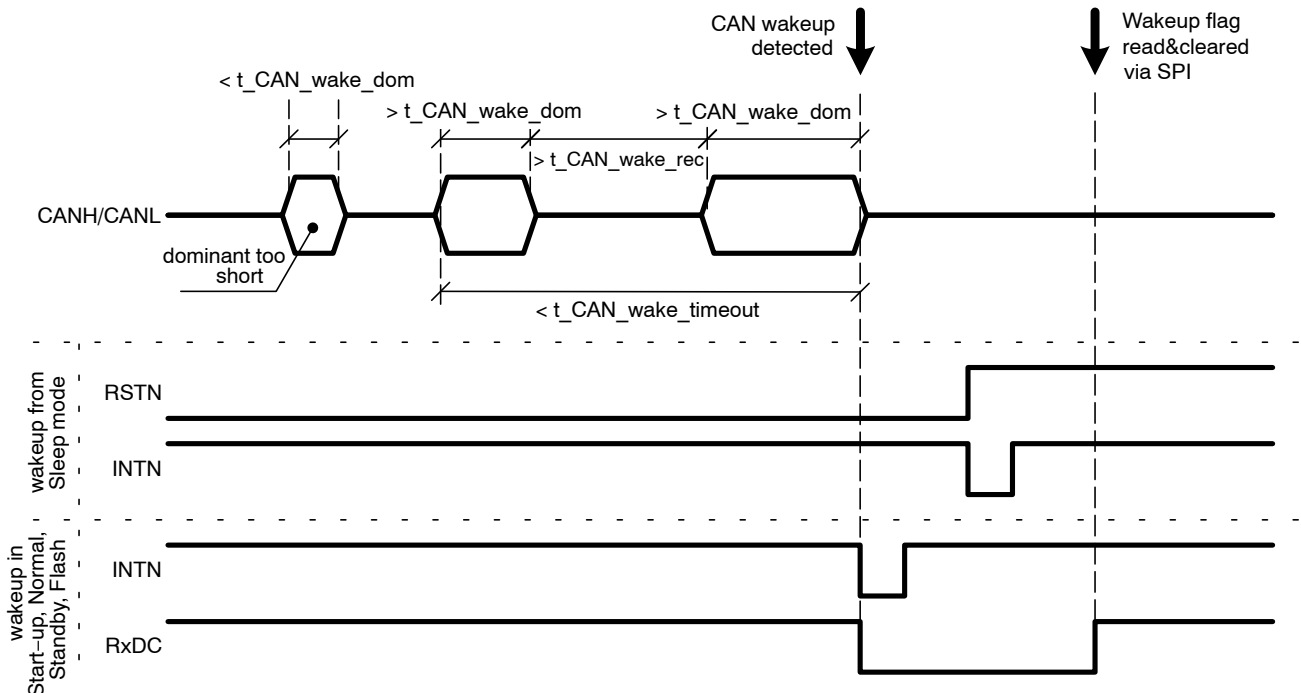 CAN wakeup
detected
Wakeup flag
read&cleared
via SPI
< t_CAN_wake_dom
> t_CAN_wake_dom
> t_CAN_wake_dom
> t_CAN_wake_rec
CANH/CANL
dominant too
short
< t_CAN_wake_timeout
wakeup from
Sleep mode
RSTN
INTN
wakeup in
Start−up, Normal,
Standby, Flash
INTN
RxDC